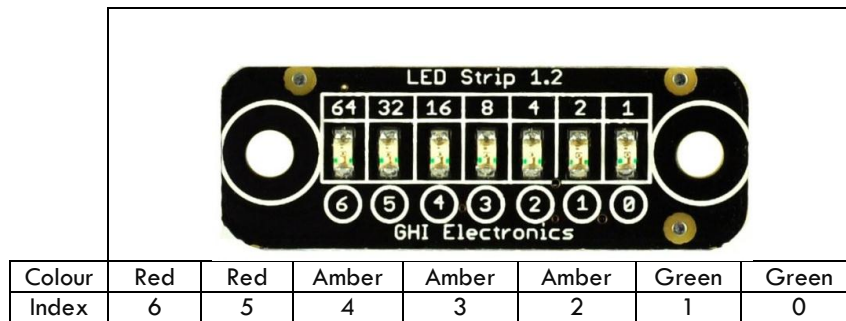 LED Strip 1.2
64 32 16 8 4 2 1
6 5 4 3 2 1 0
GHI Electronics
Colour Red Red Amber Amber Amber Green Green
Index 6 5 4 3 2 1 0